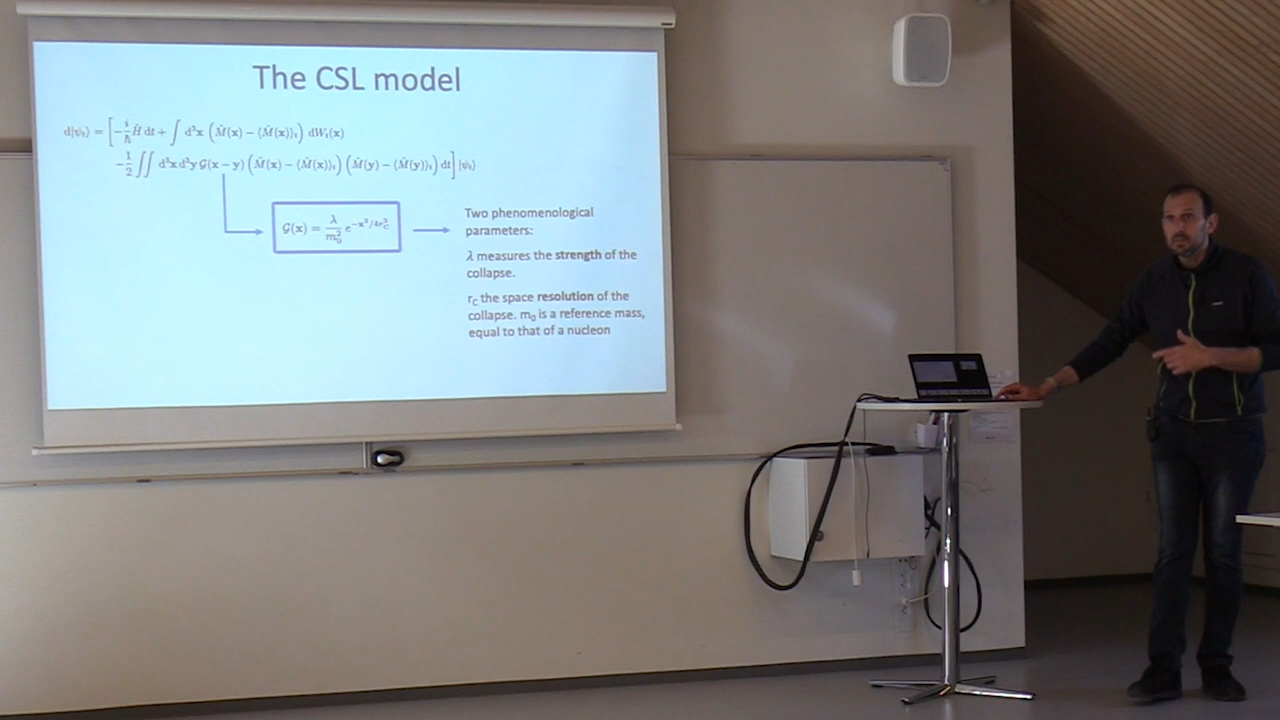 The CSL model
d|ψₜ⟩ = [−i/ħ Ĥ dt + ∫ d³x (M̂(x) − ⟨M̂(x)⟩ₜ) dWₜ(x)
−1/2 ∫∫ d³x d³y 𝒢(x − y) (M̂(x) − ⟨M̂(x)⟩ₜ) (M̂(y) − ⟨M̂(y)⟩ₜ) dt] |ψₜ⟩
𝒢(x) = λ/m₀² e^(−x²/4r_C²)
Two phenomenological
parameters:
λ measures the strength of the
collapse.
r_C the space resolution of the
collapse. m₀ is a reference mass,
equal to that of a nucleon